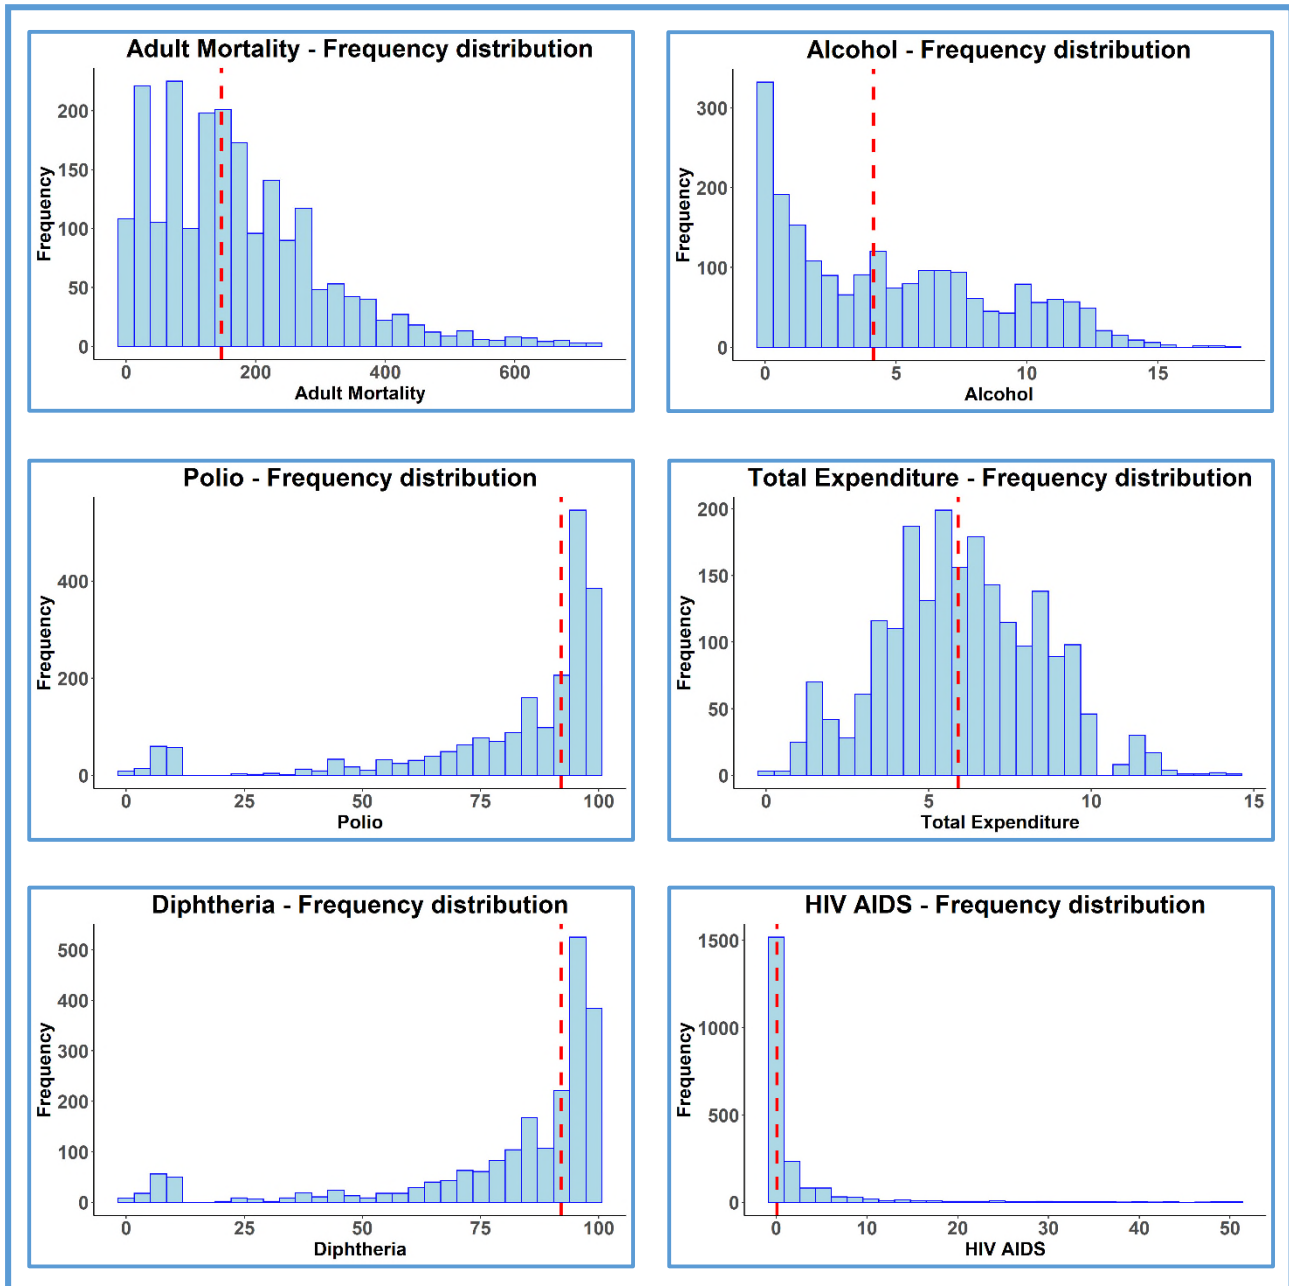 Adult Mortality - Frequency distribution
Frequency
200
150
100
50
0
0 200 400 600
Adult Mortality
Alcohol - Frequency distribution
Frequency
300
200
100
0
0 5 10 15
Alcohol
Polio - Frequency distribution
Frequency
400
200
0
0 25 50 75 100
Polio
Total Expenditure - Frequency distribution
Frequency
200
150
100
50
0
0 5 10 15
Total Expenditure
Diphtheria - Frequency distribution
Frequency
500
400
300
200
100
0
0 25 50 75 100
Diphtheria
HIV AIDS - Frequency distribution
Frequency
1500
1000
500
0
0 10 20 30 40 50
HIV AIDS